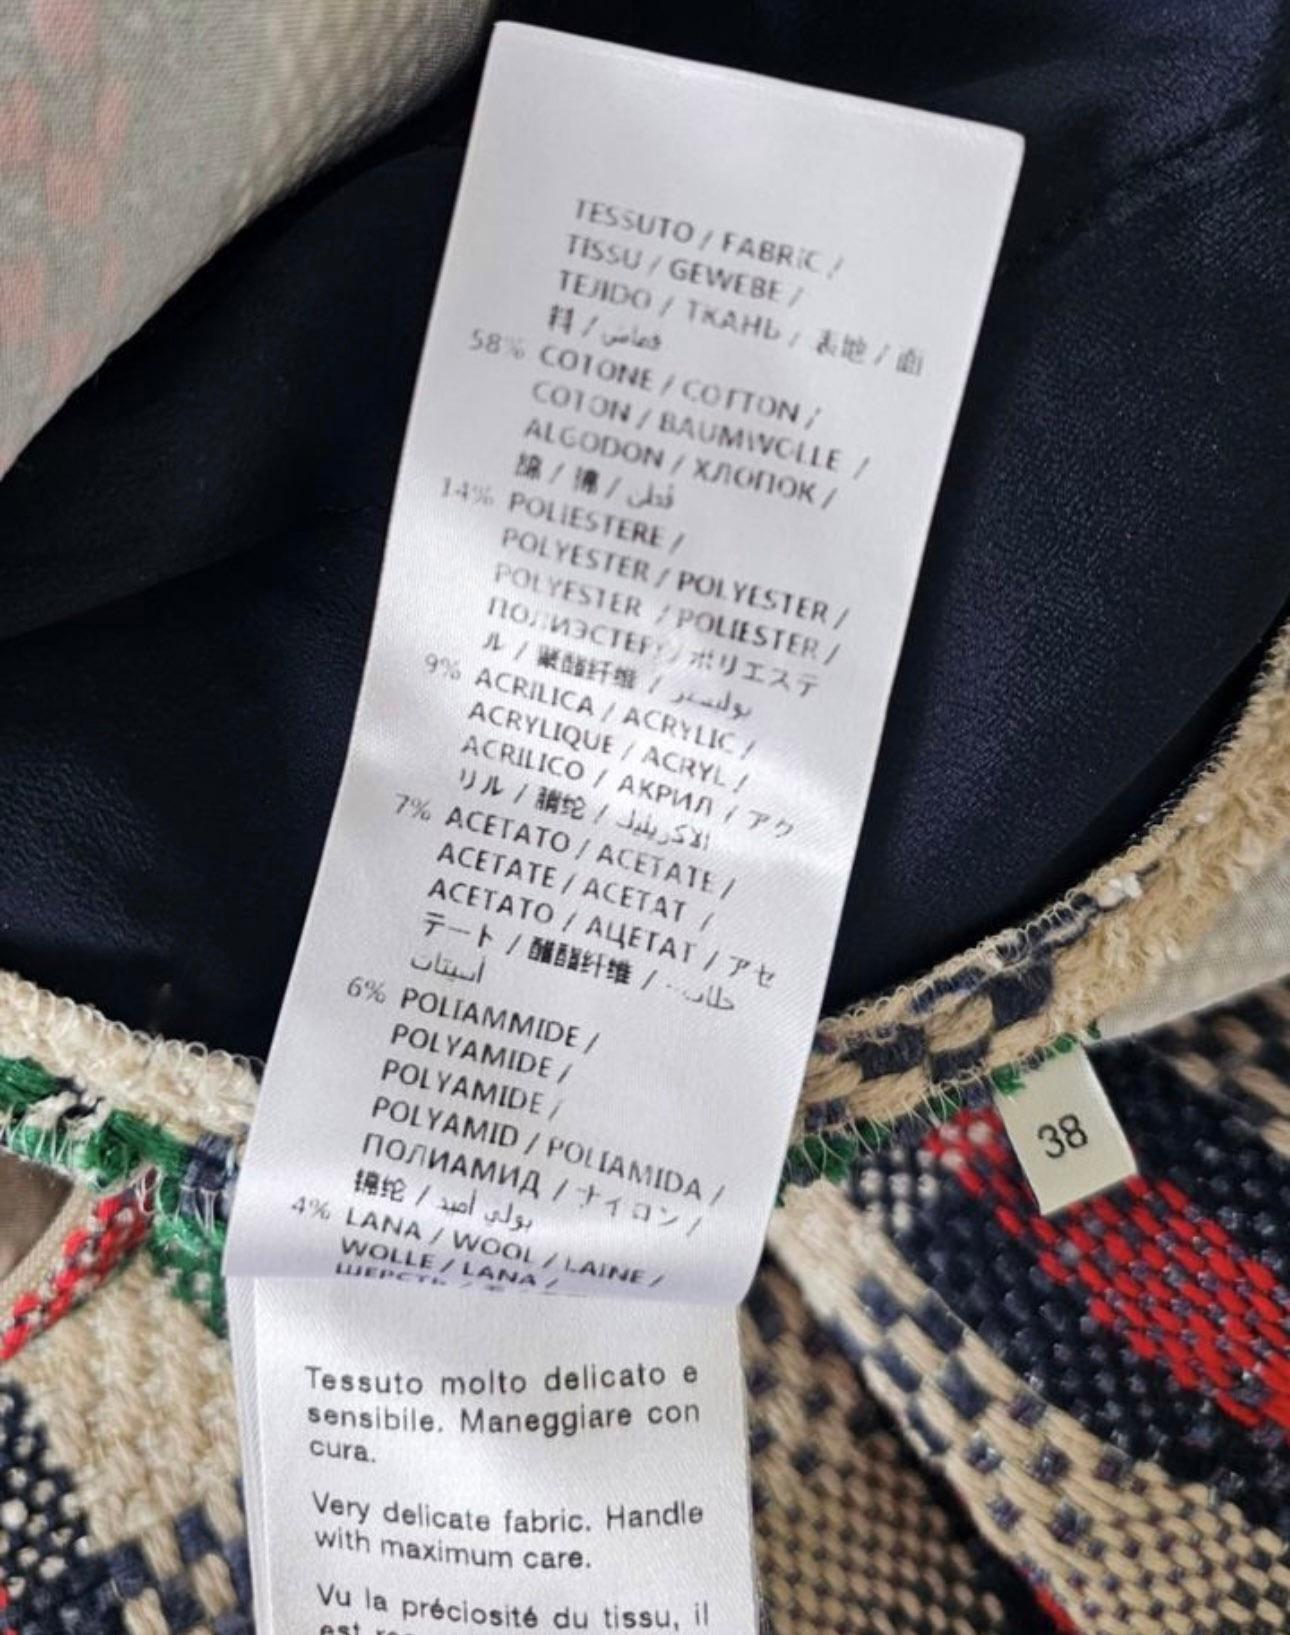 TESSUTO / FABRIC /
TISSU / GEWEBE /
TEJIDO / ТКАНЬ / 表地 / 面
料 / قماش
58% COTONE / COTTON /
COTON / BAUMWOLLE /
ALGODON / ХЛОПОК /
綿 / 棉 / قطن
14% POLIESTERE /
POLYESTER / POLYESTER /
POLYESTER / POLIESTER /
ПОЛИЭСТЕР / ポリエステ
ル / 聚酯纤维 / بوليستر
9% ACRILICA / ACRYLIC /
ACRYLIQUE / ACRYL /
ACRILICO / АКРИЛ / アク
リル / 腈纶 /
7% ACETATO / ACETATE /
ACETATE / ACETAT /
ACETATO / АЦЕТАТ / アセ
テート / 醋酯纤维 /
أسيتات
6% POLIAMMIDE /
POLYAMIDE /
POLYAMIDE /
POLYAMID / POLIAMIDA /
ПОЛИАМИД / ナイロン /
锦纶 / بولي أميد
4% LANA / WOOL / LAINE /
WOLLE / LANA /
ШЕРСТЬ /
38
Tessuto molto delicato e
sensibile. Maneggiare con
cura.
Very delicate fabric. Handle
with maximum care.
Vu la préciosité du tissu, il
est